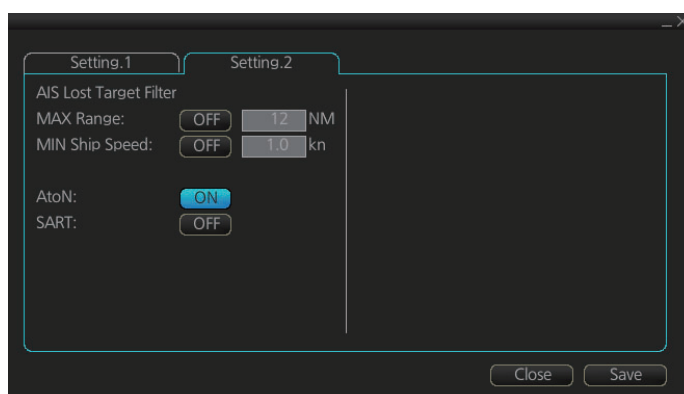 Setting.1 Setting.2
AIS Lost Target Filter
MAX Range: OFF 12 NM
MIN Ship Speed: OFF 1.0 kn
AtoN: ON
SART: OFF
Close Save